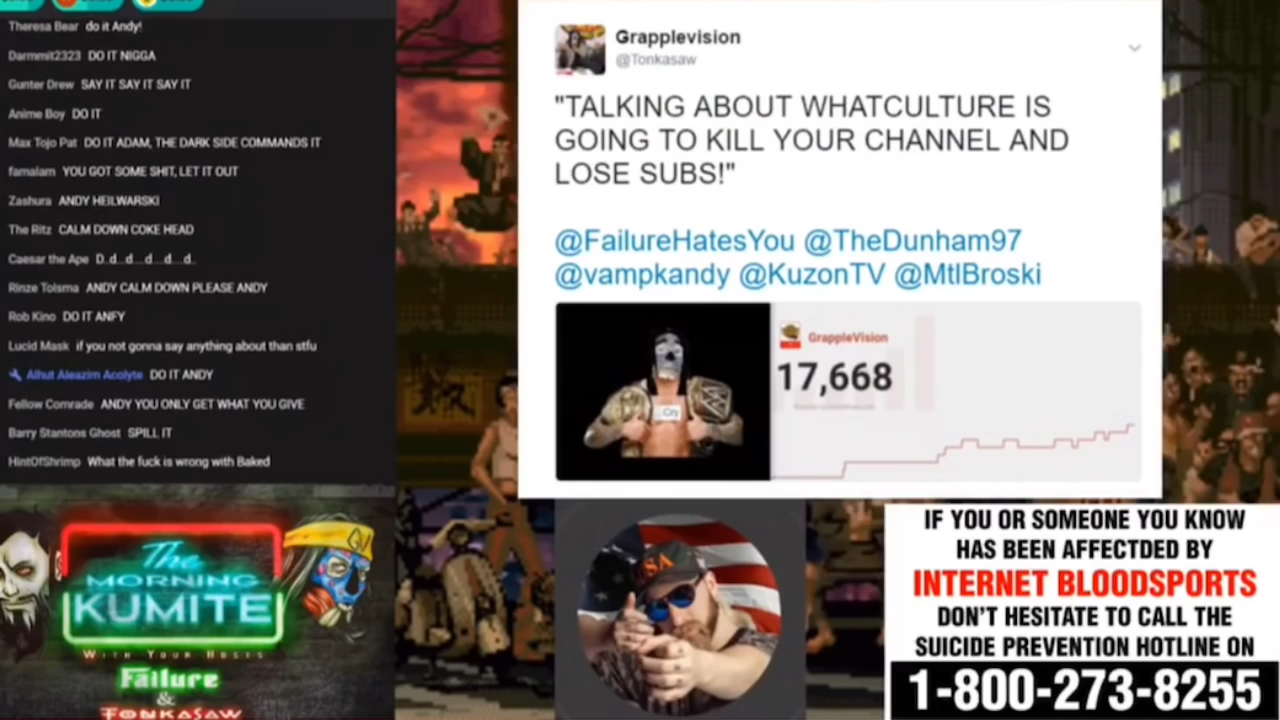 Theresa Bear do it Andy!
Darmmit2323 DO IT NIGGA
Gunter Drew SAY IT SAY IT SAY IT
Anime Boy DO IT
Max Tojo Pat DO IT ADAM, THE DARK SIDE COMMANDS IT
famalam YOU GOT SOME SHIT, LET IT OUT
Zashura ANDY HEILWARSKI
The Ritz CALM DOWN COKE HEAD
Caesar the Ape D..d...d...d...d...d..
Rinze Tolsma ANDY CALM DOWN PLEASE ANDY
Rob Kino DO IT ANFY
Lucid Mask if you not gonna say anything about than stfu
Alhut Aleazim Acolyte DO IT ANDY
Fellow Comrade ANDY YOU ONLY GET WHAT YOU GIVE
Barry Stantons Ghost SPILL IT
HintOfShrimp What the fuck is wrong with Baked
Grapplevision
@Tonkasaw
"TALKING ABOUT WHATCULTURE IS
GOING TO KILL YOUR CHANNEL AND
LOSE SUBS!"
@FailureHatesYou @TheDunham97
@vampkandy @KuzonTV @MtlBroski
Cry
GrappleVision
17,668
The
MORNING
KUMITE
WITH YOUR HOSTS
Failure
&
TONKASAW
USA
IF YOU OR SOMEONE YOU KNOW
HAS BEEN AFFECTDED BY
INTERNET BLOODSPORTS
DON'T HESITATE TO CALL THE
SUICIDE PREVENTION HOTLINE ON
1-800-273-8255